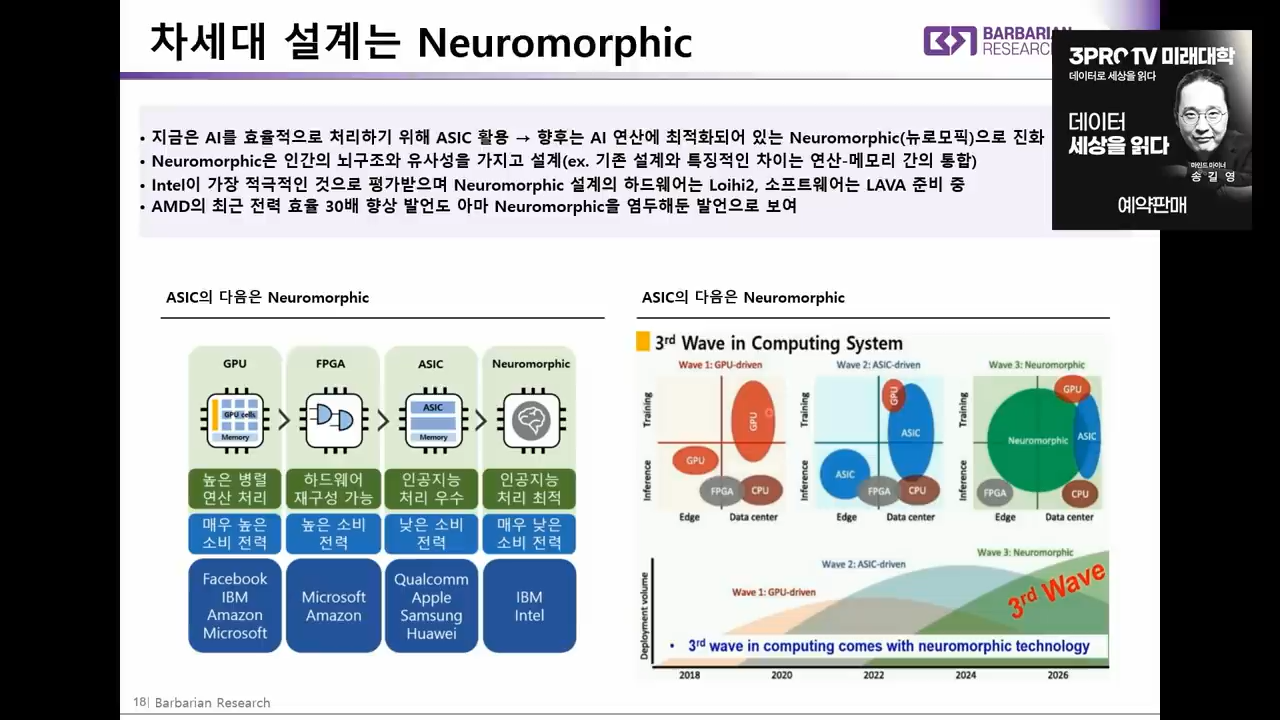 차세대 설계는 Neuromorphic
BARBARIAN
RESEARCH
3PRO TV 미래대학
데이터로 세상을 읽다
데이터
세상을 읽다
마인드 마이너
송길영
예약판매
• 지금은 AI를 효율적으로 처리하기 위해 ASIC 활용 → 향후는 AI 연산에 최적화되어 있는 Neuromorphic(뉴로모픽)으로 진화
• Neuromorphic은 인간의 뇌구조와 유사성을 가지고 설계(ex. 기존 설계와 특징적인 차이는 연산-메모리 간의 통합)
• Intel이 가장 적극적인 것으로 평가받으며 Neuromorphic 설계의 하드웨어는 Loihi2, 소프트웨어는 LAVA 준비 중
• AMD의 최근 전력 효율 30배 향상 발언도 아마 Neuromorphic을 염두해둔 발언으로 보여
ASIC의 다음은 Neuromorphic
GPU FPGA ASIC Neuromorphic
GPU cells
Memory
ASIC
Memory
높은 병렬
연산 처리
하드웨어
재구성 가능
인공지능
처리 우수
인공지능
처리 최적
매우 높은
소비 전력
높은 소비
전력
낮은 소비
전력
매우 낮은
소비 전력
Facebook
IBM
Amazon
Microsoft
Microsoft
Amazon
Qualcomm
Apple
Samsung
Huawei
IBM
Intel
ASIC의 다음은 Neuromorphic
3rd Wave in Computing System
Wave 1: GPU-driven
Training
Inference
GPU
GPU
FPGA
CPU
Edge
Data center
Wave 2: ASIC-driven
Training
Inference
GPU
ASIC
ASIC
FPGA
CPU
Edge
Data center
Wave 3: Neuromorphic
Training
Inference
GPU
Neuromorphic
ASIC
FPGA
CPU
Edge
Data center
Deployment volume
Wave 1: GPU-driven
Wave 2: ASIC-driven
Wave 3: Neuromorphic
3rd Wave
• 3rd wave in computing comes with neuromorphic technology
2018 2020 2022 2024 2026
18| Barbarian Research